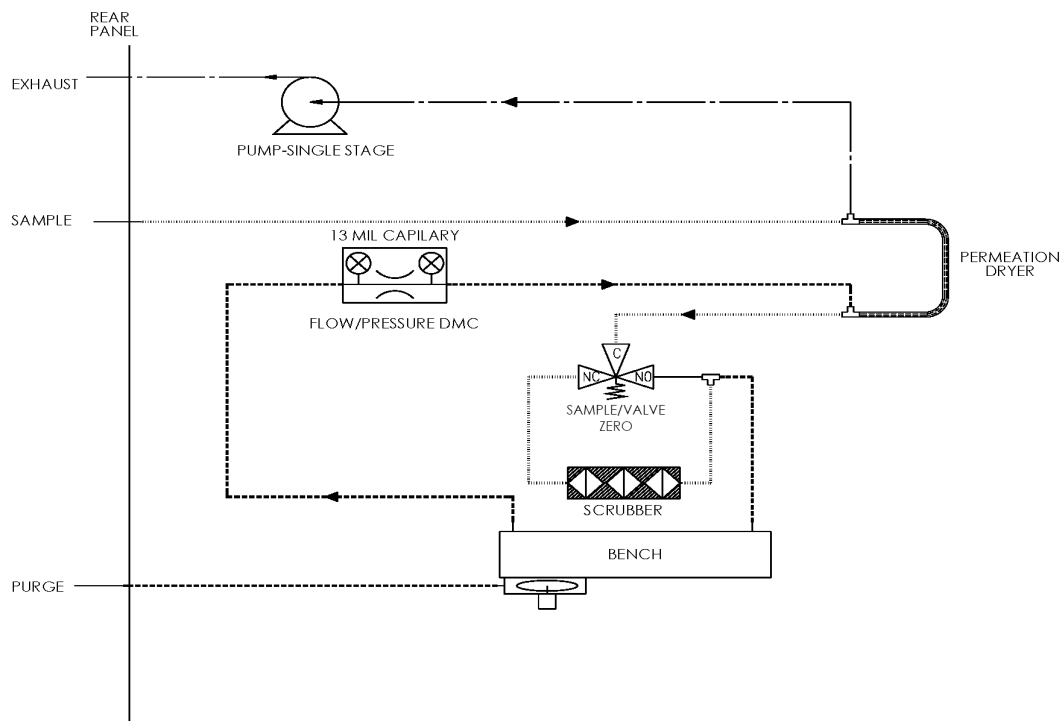 REAR
PANEL
EXHAUST
PUMP-SINGLE STAGE
SAMPLE
13 MIL CAPILARY
PERMEATION
DRYER
FLOW/PRESSURE DMC
C
NC
NO
SAMPLE/VALVE
ZERO
SCRUBBER
BENCH
PURGE